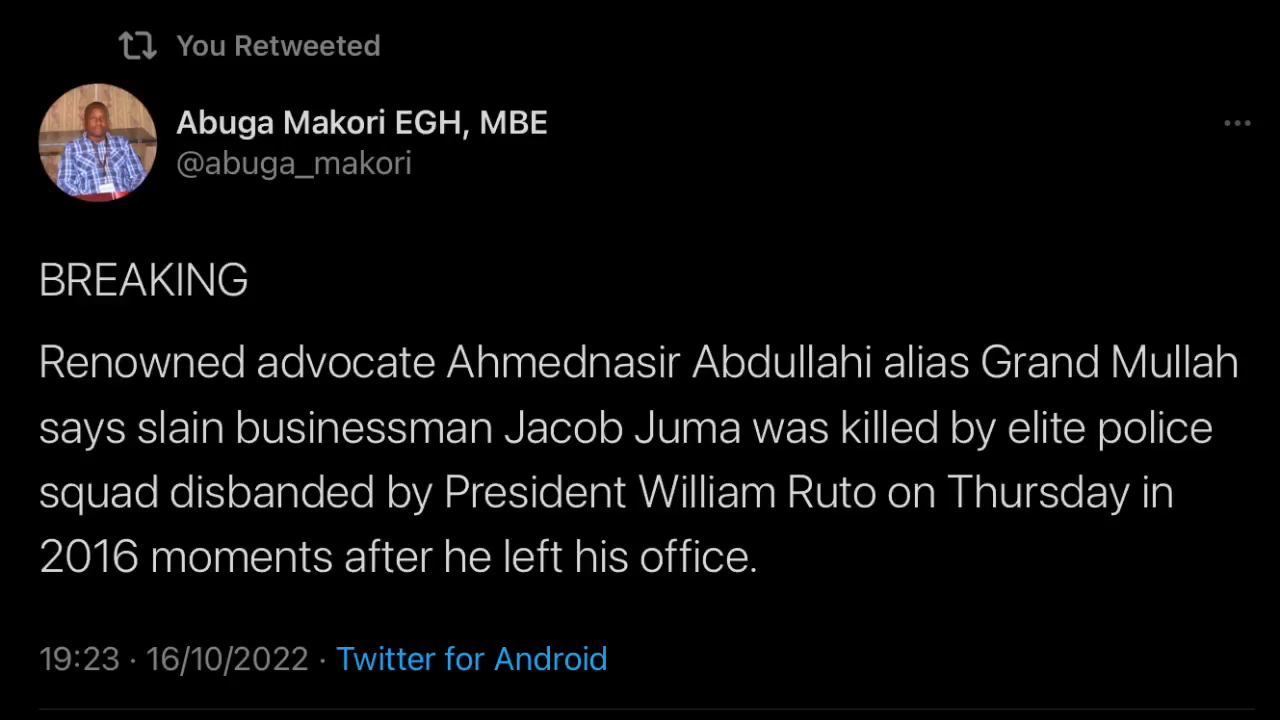 You Retweeted
Abuga Makori EGH, MBE
@abuga_makori
BREAKING
Renowned advocate Ahmednasir Abdullahi alias Grand Mullah
says slain businessman Jacob Juma was killed by elite police
squad disbanded by President William Ruto on Thursday in
2016 moments after he left his office.
19:23 · 16/10/2022 · Twitter for Android